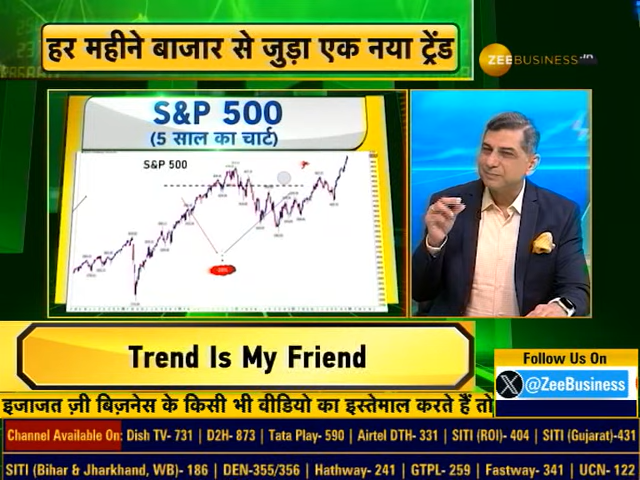 हर महीने बाजार से जुड़ा एक नया ट्रेंड
ZEEBUSINESS
S&P 500
(5 साल का चार्ट)
S&P 500
Trend Is My Friend
Follow Us On
X @ZeeBusiness
इजाजत ज़ी बिज़नेस के किसी भी वीडियो का इस्तेमाल करते हैं तो
Channel Available On: Dish TV- 731 | D2H- 873 | Tata Play- 590 | Airtel DTH- 331 | SITI (ROI)- 404 | SITI (Gujarat)-431
SITI (Bihar & Jharkhand, WB)- 186 | DEN-355/356 | Hathway- 241 | GTPL- 259 | Fastway- 341 | UCN- 122